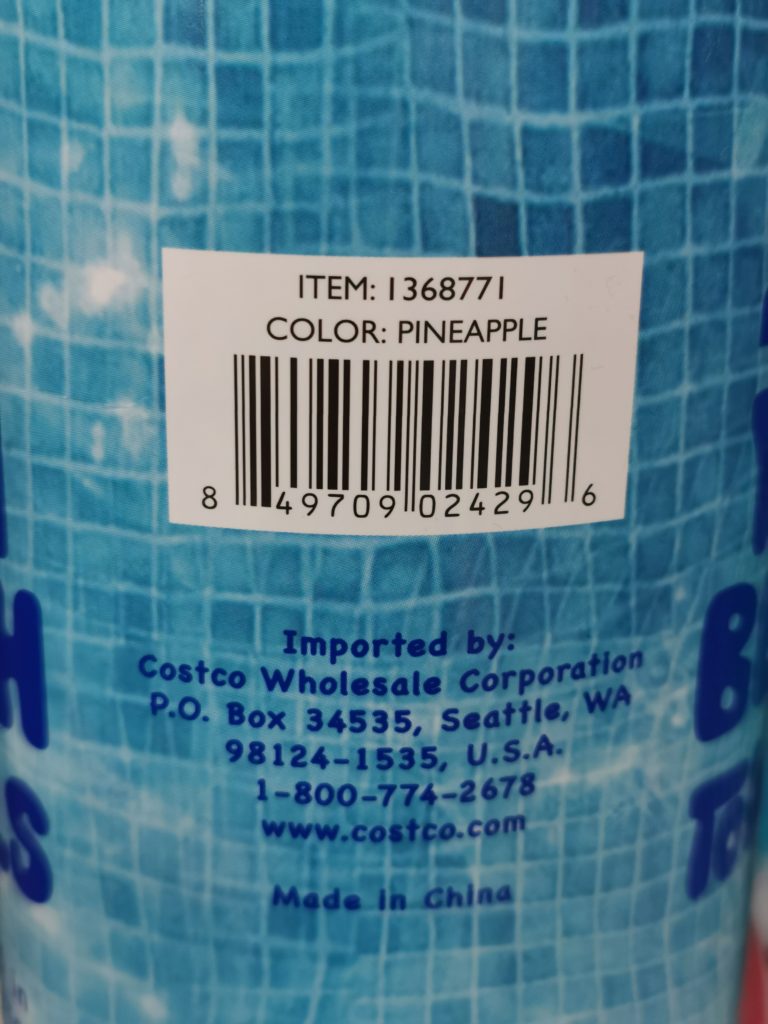 ITEM: 1368771
COLOR: PINEAPPLE
8 49709 02429 6
Imported by:
Costco Wholesale Corporation
P.O. Box 34535, Seattle, WA
98124-1535, U.S.A.
1-800-774-2678
www.costco.com
Made in China